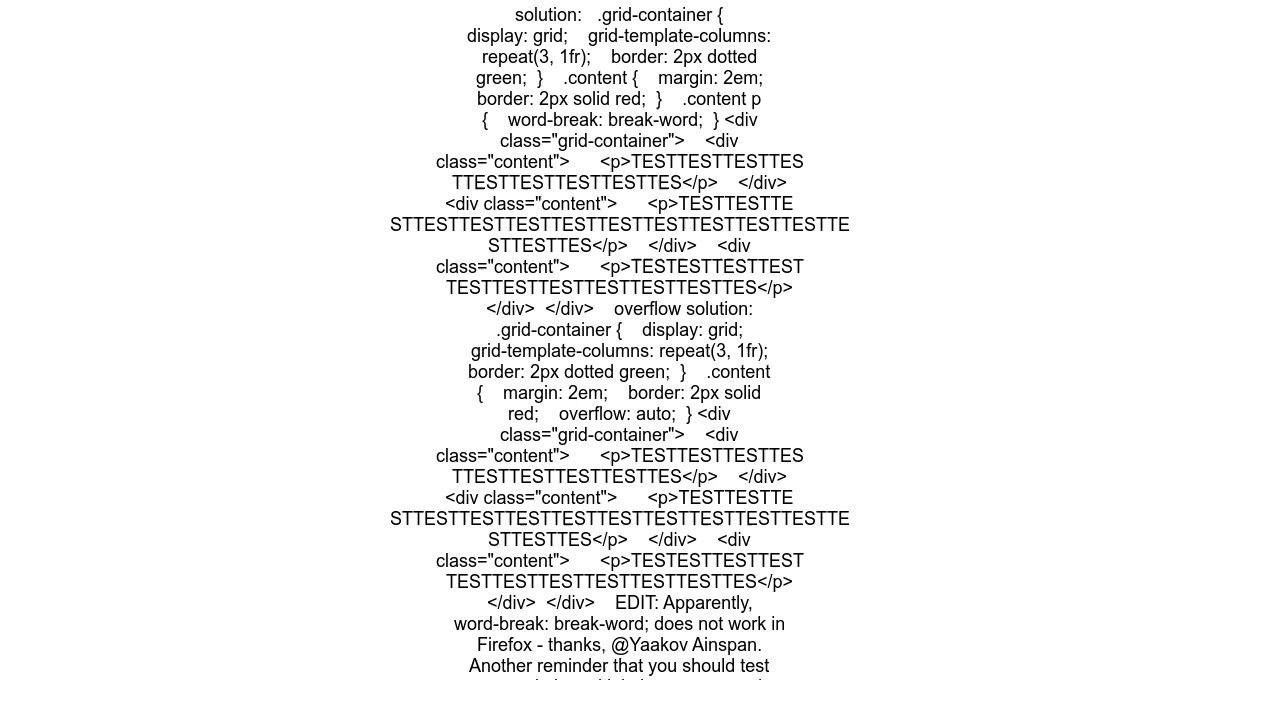 solution:   .grid-container {
display: grid;    grid-template-columns:
repeat(3, 1fr);    border: 2px dotted
green;  }    .content {    margin: 2em;
border: 2px solid red;  }    .content p
{    word-break: break-word;  } <div
class="grid-container">    <div
class="content">      <p>TESTTESTTESTTES
TTESTTESTTESTTESTTES</p>    </div>
<div class="content">      <p>TESTTESTTE
STTESTTESTTESTTESTTESTTESTTESTTESTTESTTE
STTESTTES</p>    </div>    <div
class="content">      <p>TESTESTTESTTEST
TESTTESTTESTTESTTESTTESTTES</p>
</div>  </div>    overflow solution:
.grid-container {    display: grid;
grid-template-columns: repeat(3, 1fr);
border: 2px dotted green;  }    .content
{    margin: 2em;    border: 2px solid
red;    overflow: auto;  } <div
class="grid-container">    <div
class="content">      <p>TESTTESTTESTTES
TTESTTESTTESTTESTTES</p>    </div>
<div class="content">      <p>TESTTESTTE
STTESTTESTTESTTESTTESTTESTTESTTESTTESTTE
STTESTTES</p>    </div>    <div
class="content">      <p>TESTESTTESTTEST
TESTTESTTESTTESTTESTTESTTES</p>
</div>  </div>    EDIT: Apparently,
word-break: break-word; does not work in
Firefox - thanks, @Yaakov Ainspan.
Another reminder that you should test